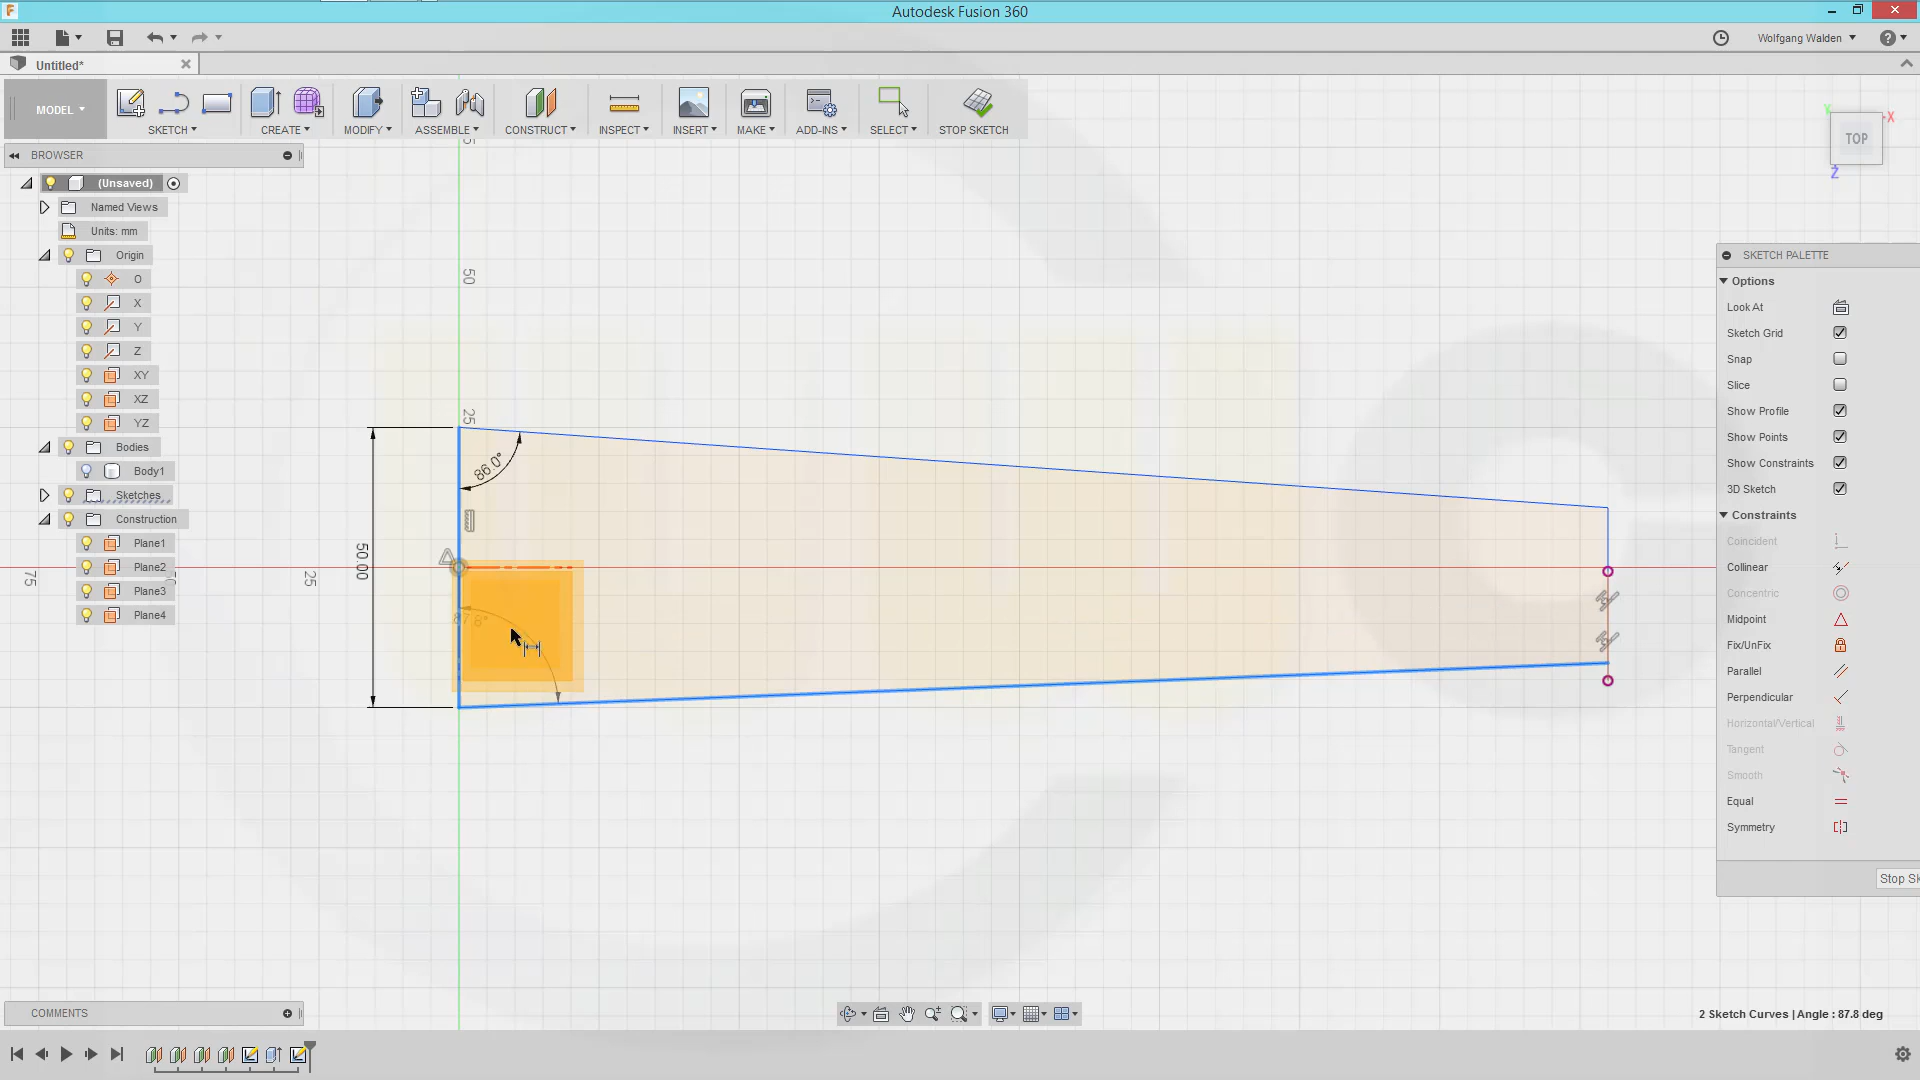 Autodesk Fusion 360
Wolfgang Walden
Untitled*
MODEL
SKETCH
CREATE
MODIFY
ASSEMBLE
CONSTRUCT
INSPECT
INSERT
MAKE
ADD-INS
SELECT
STOP SKETCH
BROWSER
(Unsaved)
Named Views
Units: mm
Origin
O
X
Y
Z
XY
XZ
YZ
Bodies
Body1
Sketches
Construction
Plane1
Plane2
Plane3
Plane4
50
25
86.0°
50.00
75
25
TOP
X
Z
SKETCH PALETTE
Options
Look At
Sketch Grid
Snap
Slice
Show Profile
Show Points
Show Constraints
3D Sketch
Constraints
Coincident
Collinear
Concentric
Midpoint
Fix/UnFix
Parallel
Perpendicular
Horizontal/Vertical
Tangent
Smooth
Equal
Symmetry
Stop Sk
COMMENTS
2 Sketch Curves | Angle : 87.8 deg